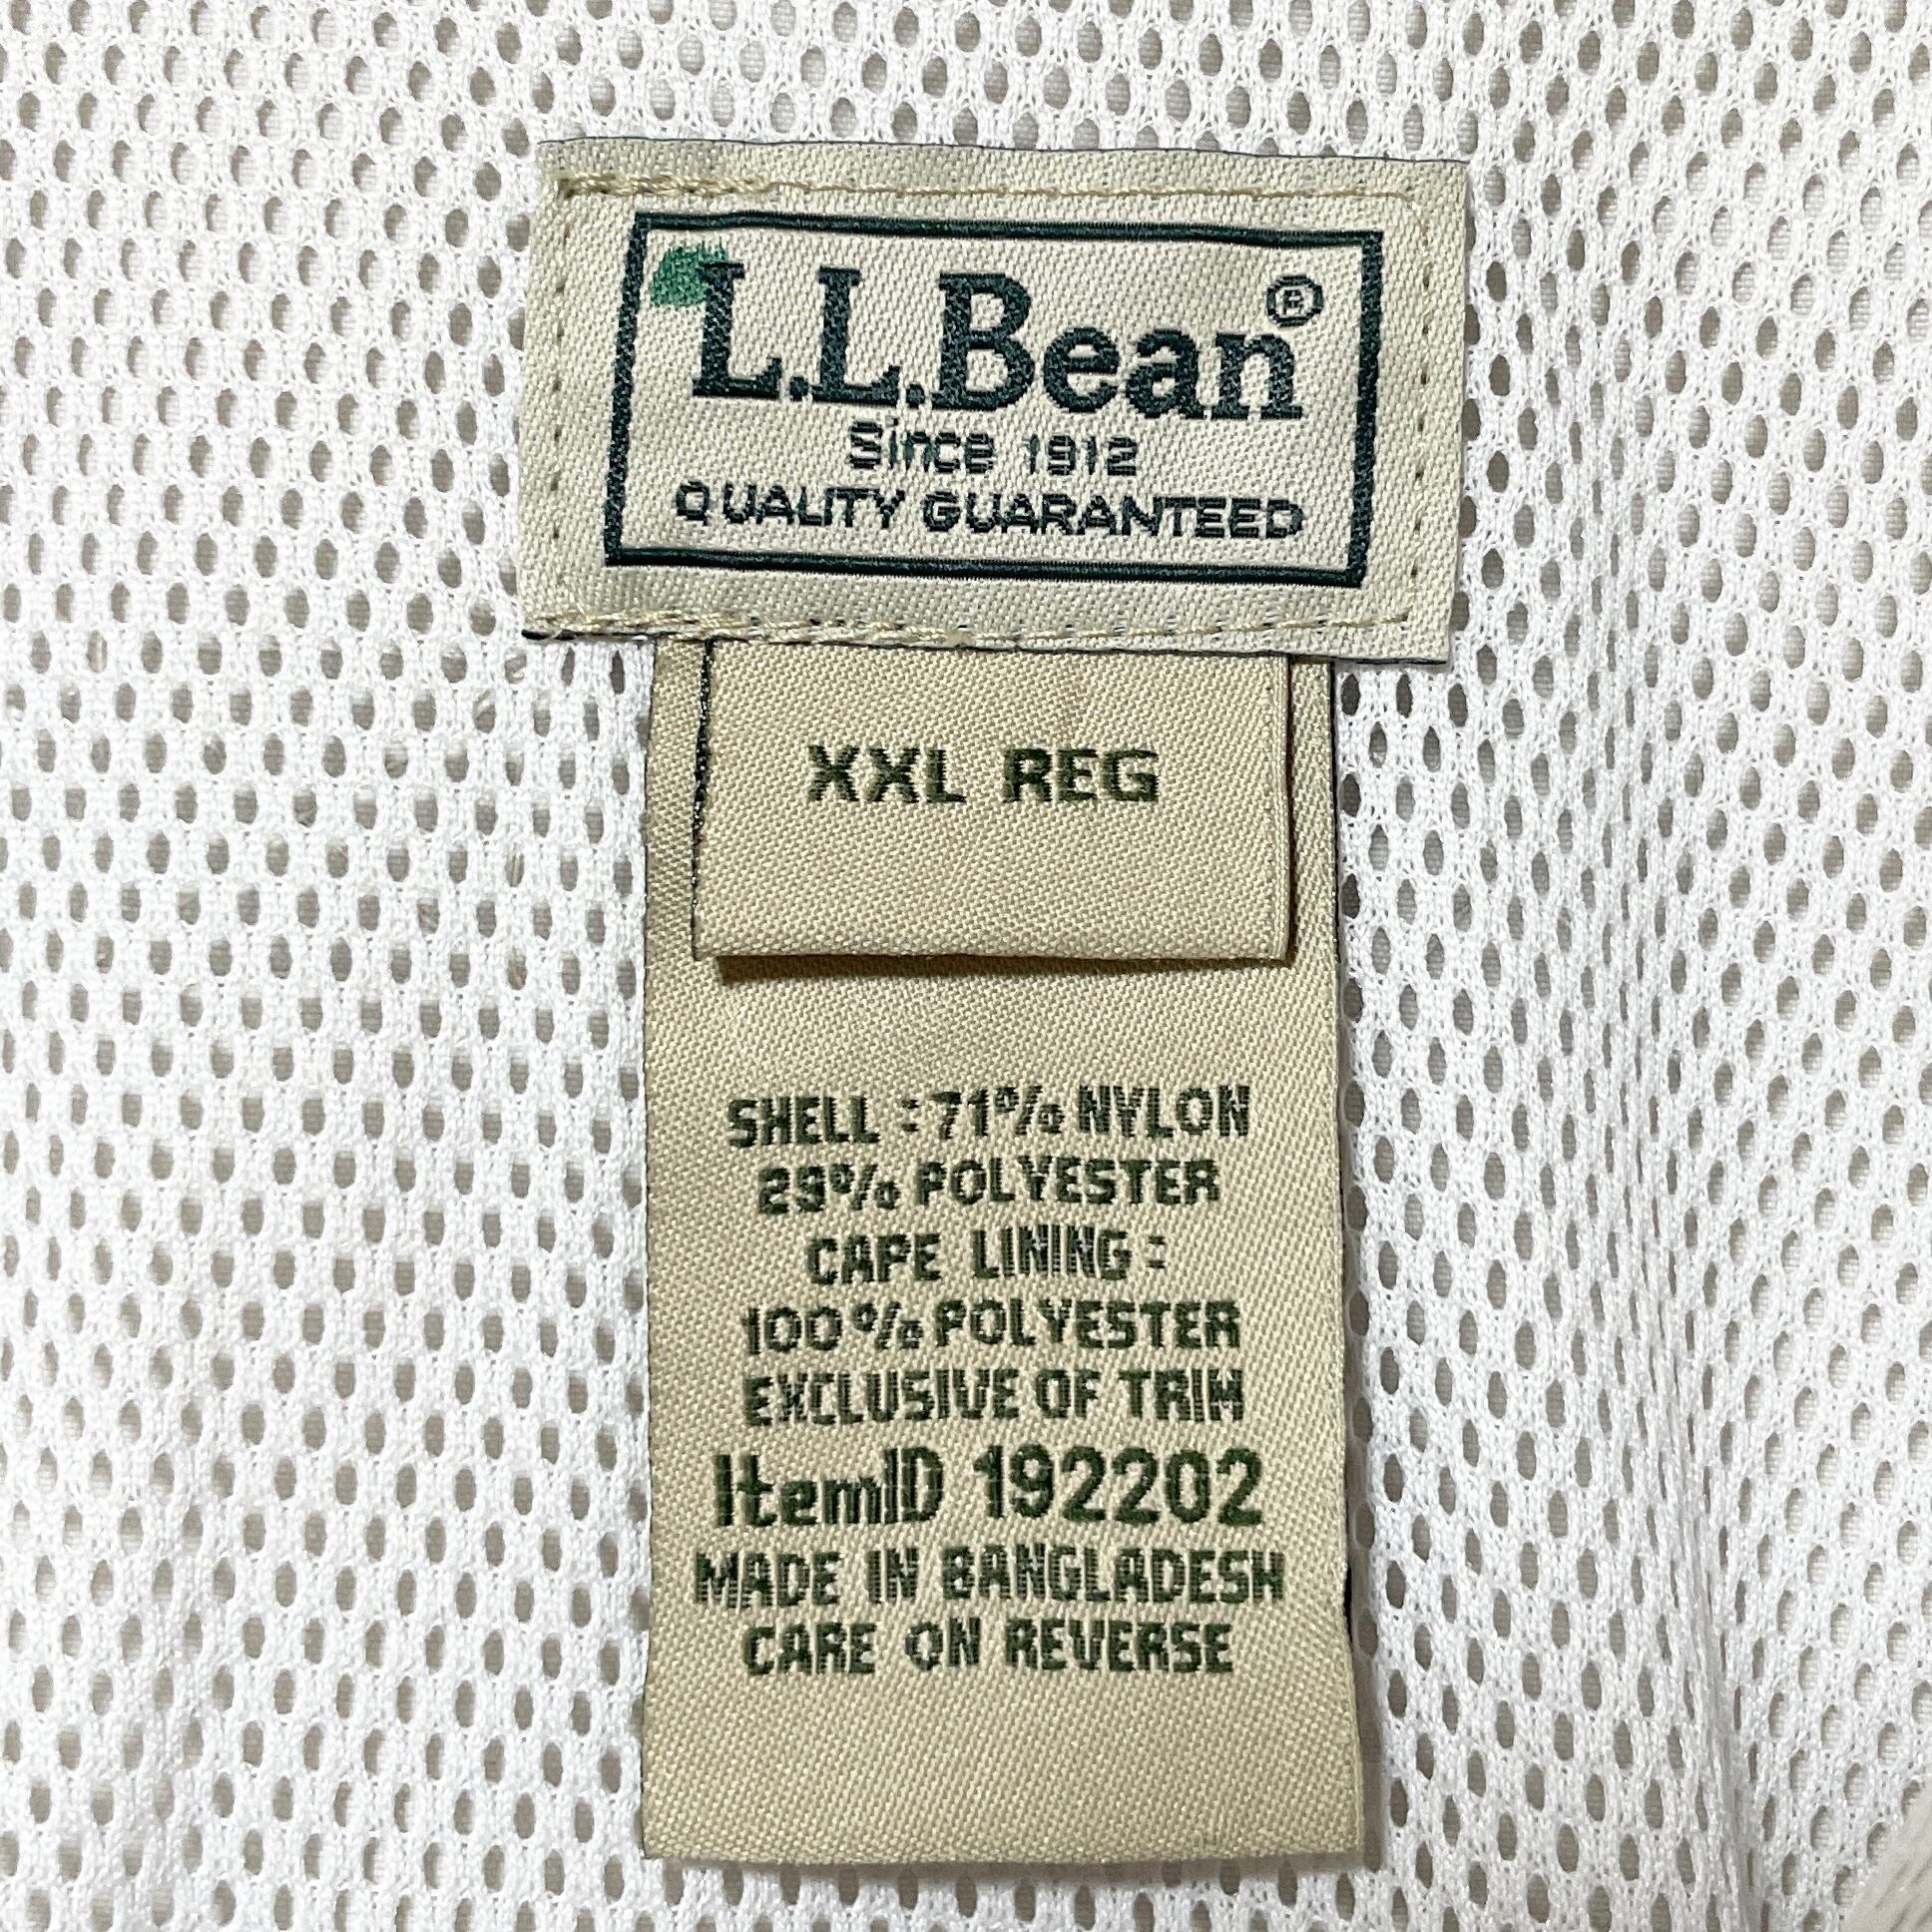 L.L.Bean®
Since 1912
QUALITY GUARANTEED
XXL REG
SHELL : 71% NYLON
29% POLYESTER
CAPE LINING :
100% POLYESTER
EXCLUSIVE OF TRIM
ItemID 192202
MADE IN BANGLADESH
CARE ON REVERSE